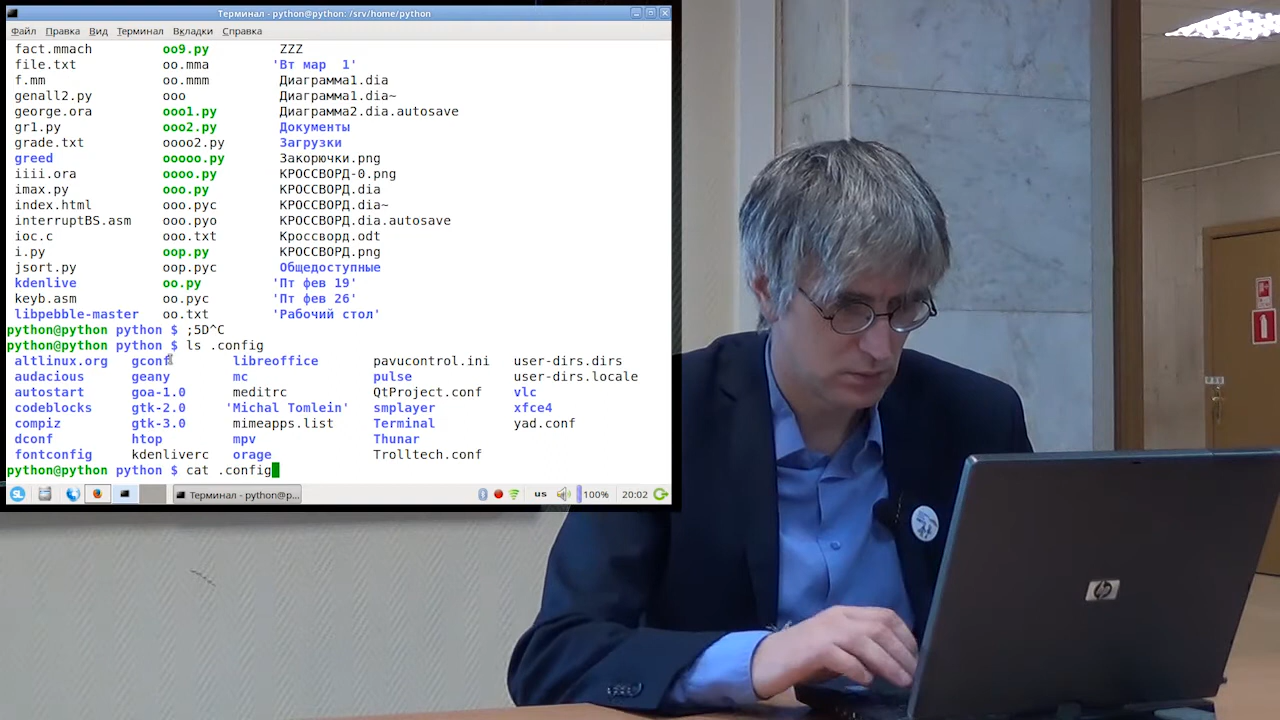 Терминал - python@python: /srv/home/python
Файл Правка Вид Вкладки Терминал Справка
fact.mmach oo9.py ZZZ
file.txt oo.mma 'Вт мар  1'
f.mm oo.mmm Диаграмма1.dia
genall2.py ooo Диаграмма1.dia~
george.ora ooo1.py Диаграмма2.dia.autosave
gr1.py ooo2.py Документы
grade.txt oooo2.py Загрузки
greed ooooo.py Закорючки.png
iiii.ora oooo.py КРОССВОРД-0.png
imax.py ooo.py КРОССВОРД.dia
index.html ooo.pyc КРОССВОРД.dia~
interruptBS.asm ooo.pyo КРОССВОРД.dia.autosave
ioc.c ooo.txt Кроссворд.odt
i.py oop.py КРОССВОРД.png
jsort.py oop.pyc Общедоступные
kdenlive oo.py 'Пт фев 19'
keyb.asm oo.pyc 'Пт фев 26'
libpebble-master oo.txt 'Рабочий стол'
python@python python $ ;5D^C
python@python python $ ls .config
altlinux.org gconf libreoffice pavucontrol.ini user-dirs.dirs
audacious geany mc pulse user-dirs.locale
autostart goa-1.0 meditrc QtProject.conf vlc
codeblocks gtk-2.0 'Michal Tomlein' smplayer xfce4
compiz gtk-3.0 mimeapps.list Terminal yad.conf
dconf htop mpv Thunar
fontconfig kdenliverc orage Trolltech.conf
python@python python $ cat .config
Терминал - python@p... us 100% 20:02
hp